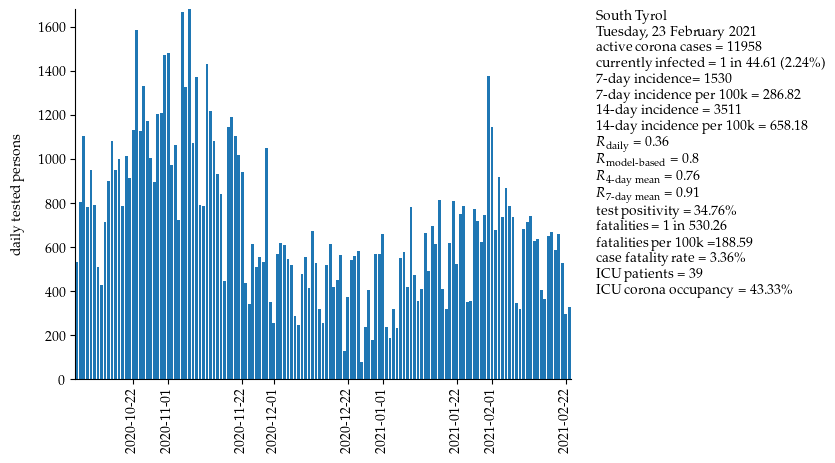 1600
1400
1200
1000
800
600
400
200
0
daily tested persons
2020-10-22
2020-11-01
2020-11-22
2020-12-01
2020-12-22
2021-01-01
2021-01-22
2021-02-01
2021-02-22
South Tyrol
Tuesday, 23 February 2021
active corona cases = 11958
currently infected = 1 in 44.61 (2.24%)
7-day incidence= 1530
7-day incidence per 100k = 286.82
14-day incidence = 3511
14-day incidence per 100k = 658.18
R daily = 0.36
R model-based = 0.8
R 4-day mean = 0.76
R 7-day mean = 0.91
test positivity = 34.76%
fatalities = 1 in 530.26
fatalities per 100k =188.59
case fatality rate = 3.36%
ICU patients = 39
ICU corona occupancy = 43.33%